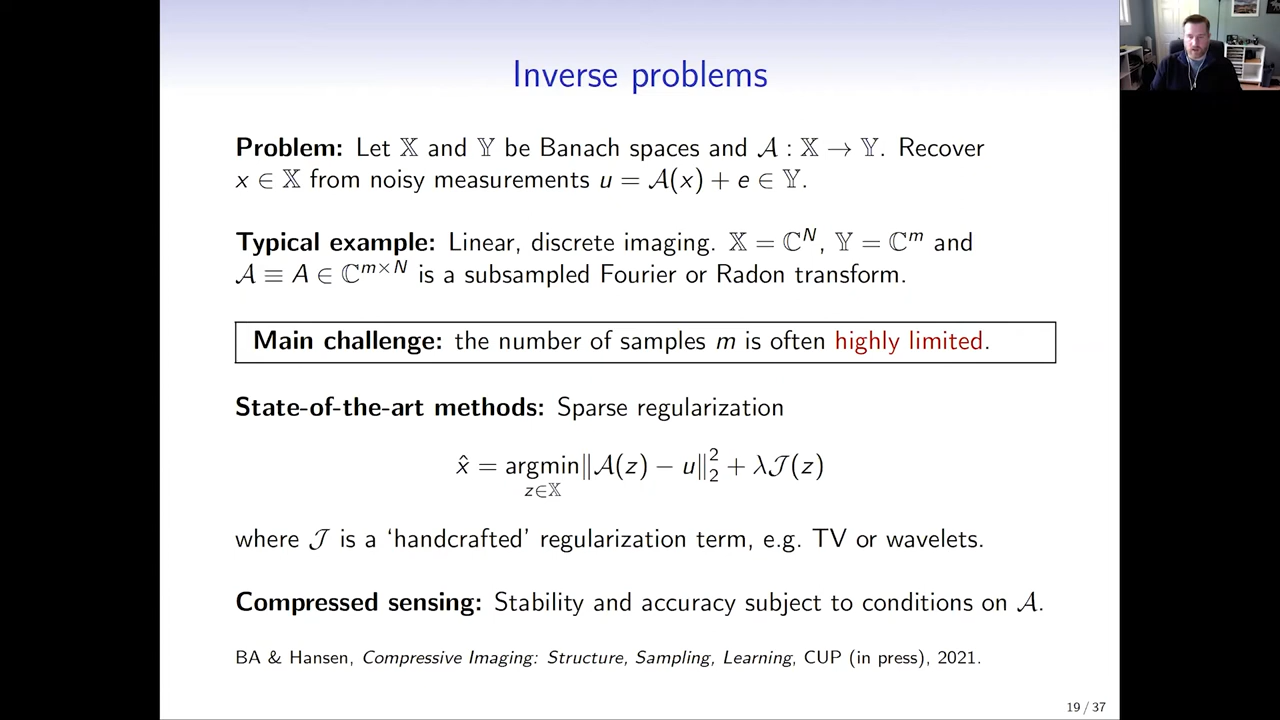 Inverse problems
Problem: Let 𝕏 and 𝕐 be Banach spaces and 𝒜 : 𝕏 → 𝕐. Recover
x ∈ 𝕏 from noisy measurements u = 𝒜(x) + e ∈ 𝕐.
Typical example: Linear, discrete imaging. 𝕏 = ℂ^N, 𝕐 = ℂ^m and
𝒜 ≡ A ∈ ℂ^{m×N} is a subsampled Fourier or Radon transform.
Main challenge: the number of samples m is often highly limited.
State-of-the-art methods: Sparse regularization
x̂ = argmin_{z∈𝕏} ‖𝒜(z) − u‖₂² + λ𝒥(z)
where 𝒥 is a ‘handcrafted’ regularization term, e.g. TV or wavelets.
Compressed sensing: Stability and accuracy subject to conditions on 𝒜.
BA & Hansen, Compressive Imaging: Structure, Sampling, Learning, CUP (in press), 2021.
19 / 37